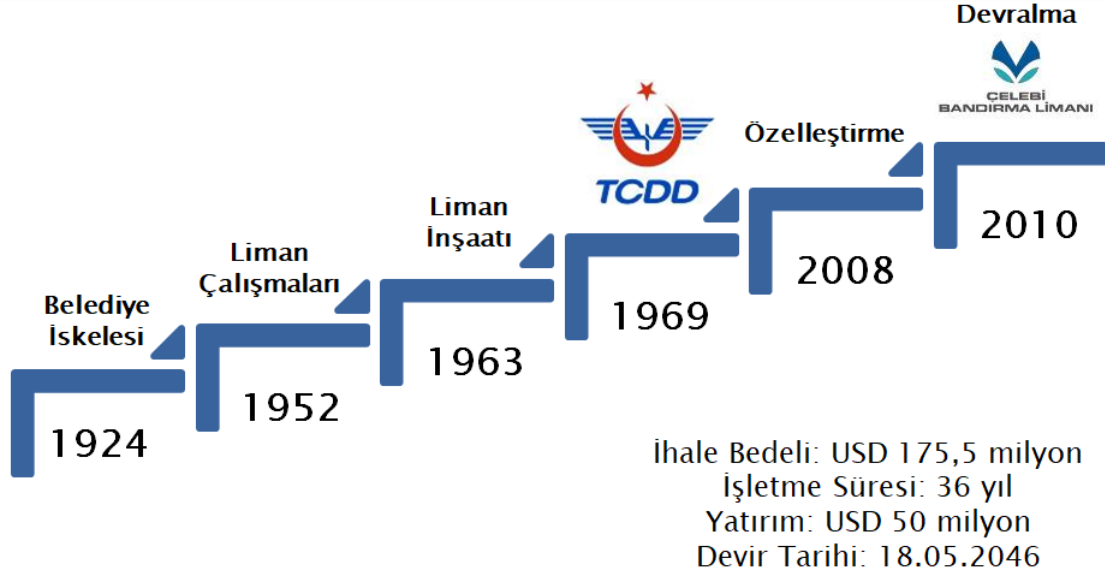 Belediye
İskelesi
1924
Liman
Çalışmaları
1952
Liman
İnşaatı
1963
TCDD
1969
Özelleştirme
2008
Devralma
ÇELEBİ
BANDIRMA LİMANI
2010
İhale Bedeli: USD 175,5 milyon
İşletme Süresi: 36 yıl
Yatırım: USD 50 milyon
Devir Tarihi: 18.05.2046